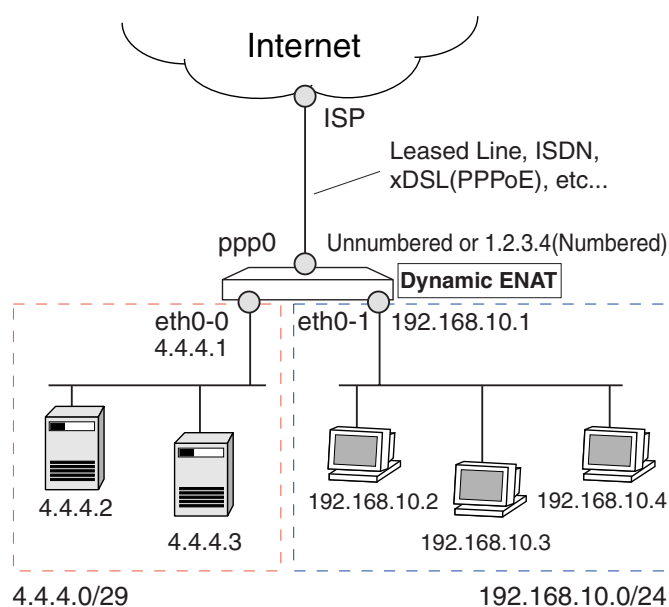 Internet
ISP
Leased Line, ISDN,
xDSL(PPPoE), etc...
ppp0
Unnumbered or 1.2.3.4(Numbered)
Dynamic ENAT
eth0-0
4.4.4.1
eth0-1
192.168.10.1
4.4.4.2
4.4.4.3
192.168.10.2
192.168.10.3
192.168.10.4
4.4.4.0/29
192.168.10.0/24